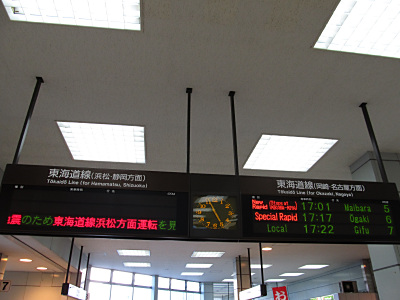 東海道線(浜松・静岡方面)
Tōkaidō Line (for Hamamatsu, Shizuoka)
震のため東海道線浜松方面運転を見
東海道線(岡崎・名古屋方面)
Tōkaidō Line (for Okazaki, Nagoya)
New Rapid 17:01 Maibara 5
Special Rapid 17:17 Ogaki 6
Local 17:22 Gifu 7
7